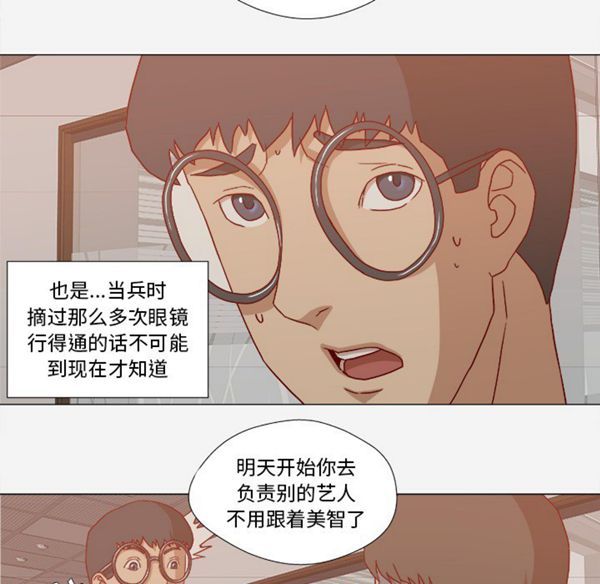 也是...当兵时
摘过那么多次眼镜
行得通的话不可能
到现在才知道
明天开始你去
负责别的艺人
不用跟着美智了